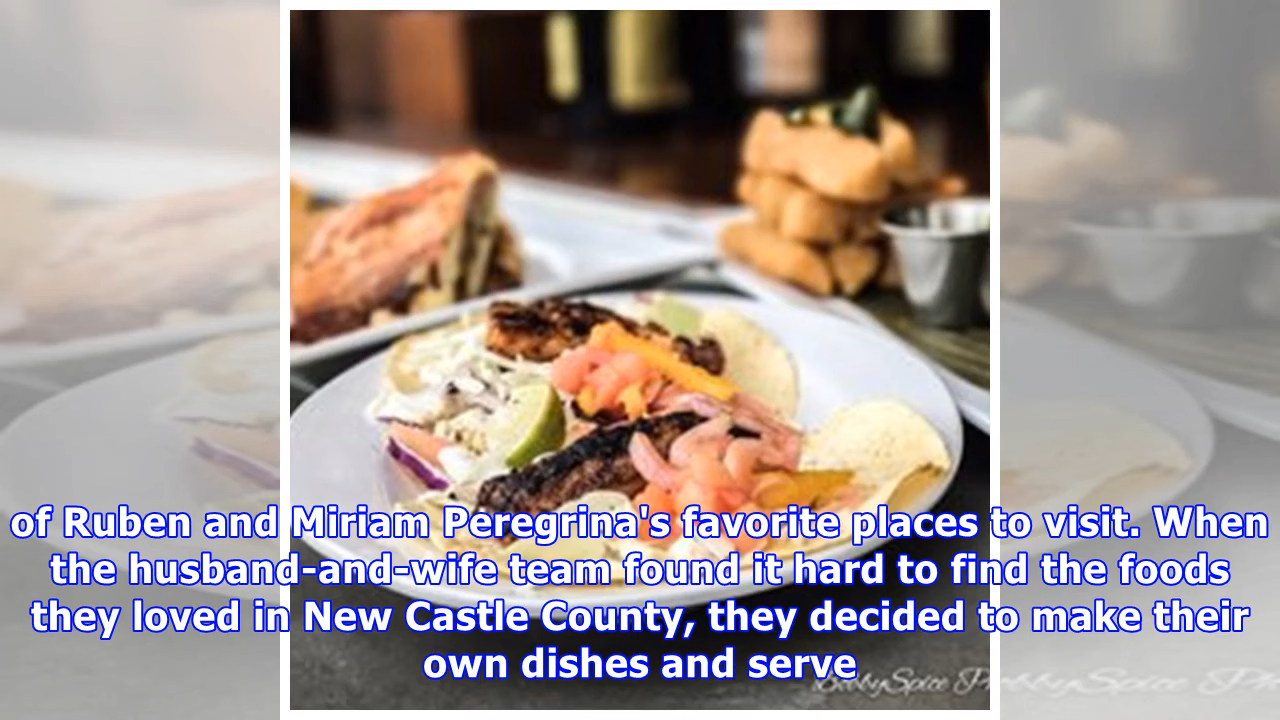 of Ruben and Miriam Peregrina's favorite places to visit. When
the husband-and-wife team found it hard to find the foods
they loved in New Castle County, they decided to make their
own dishes and serve